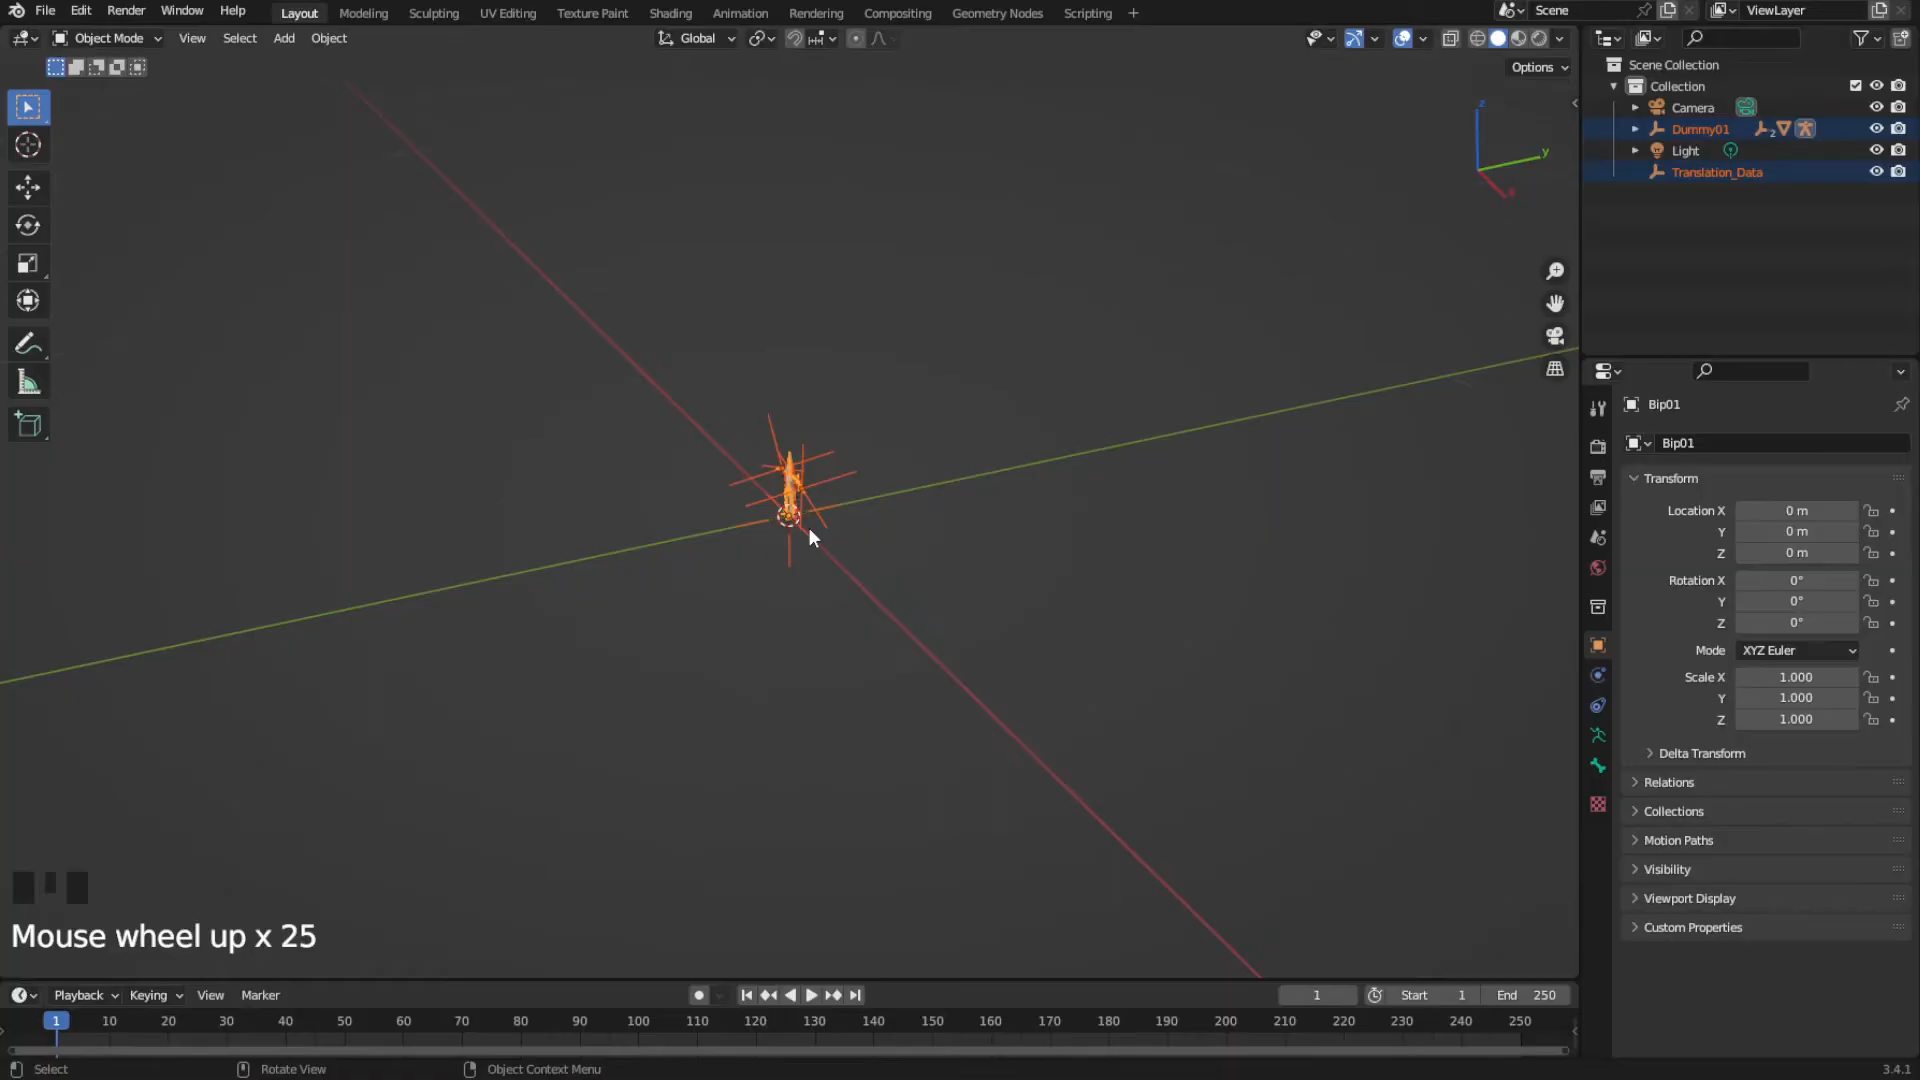 File Edit Render Window Help Layout Modeling Sculpting UV Editing Texture Paint Shading Animation Rendering Compositing Geometry Nodes Scripting + Scene ViewLayer
Object Mode View Select Add Object Global
Options
Scene Collection
Collection
Camera
Dummy01 2
Light
Translation_Data
z
y
x
Bip01
Bip01
Transform
Location X 0 m
Y 0 m
Z 0 m
Rotation X 0°
Y 0°
Z 0°
Mode XYZ Euler
Scale X 1.000
Y 1.000
Z 1.000
Delta Transform
Relations
Collections
Motion Paths
Visibility
Viewport Display
Custom Properties
Mouse wheel up x 25
Playback Keying View Marker 1 Start 1 End 250
1 10 20 30 40 50 60 70 80 90 100 110 120 130 140 150 160 170 180 190 200 210 220 230 240 250
Select Rotate View Object Context Menu 3.4.1